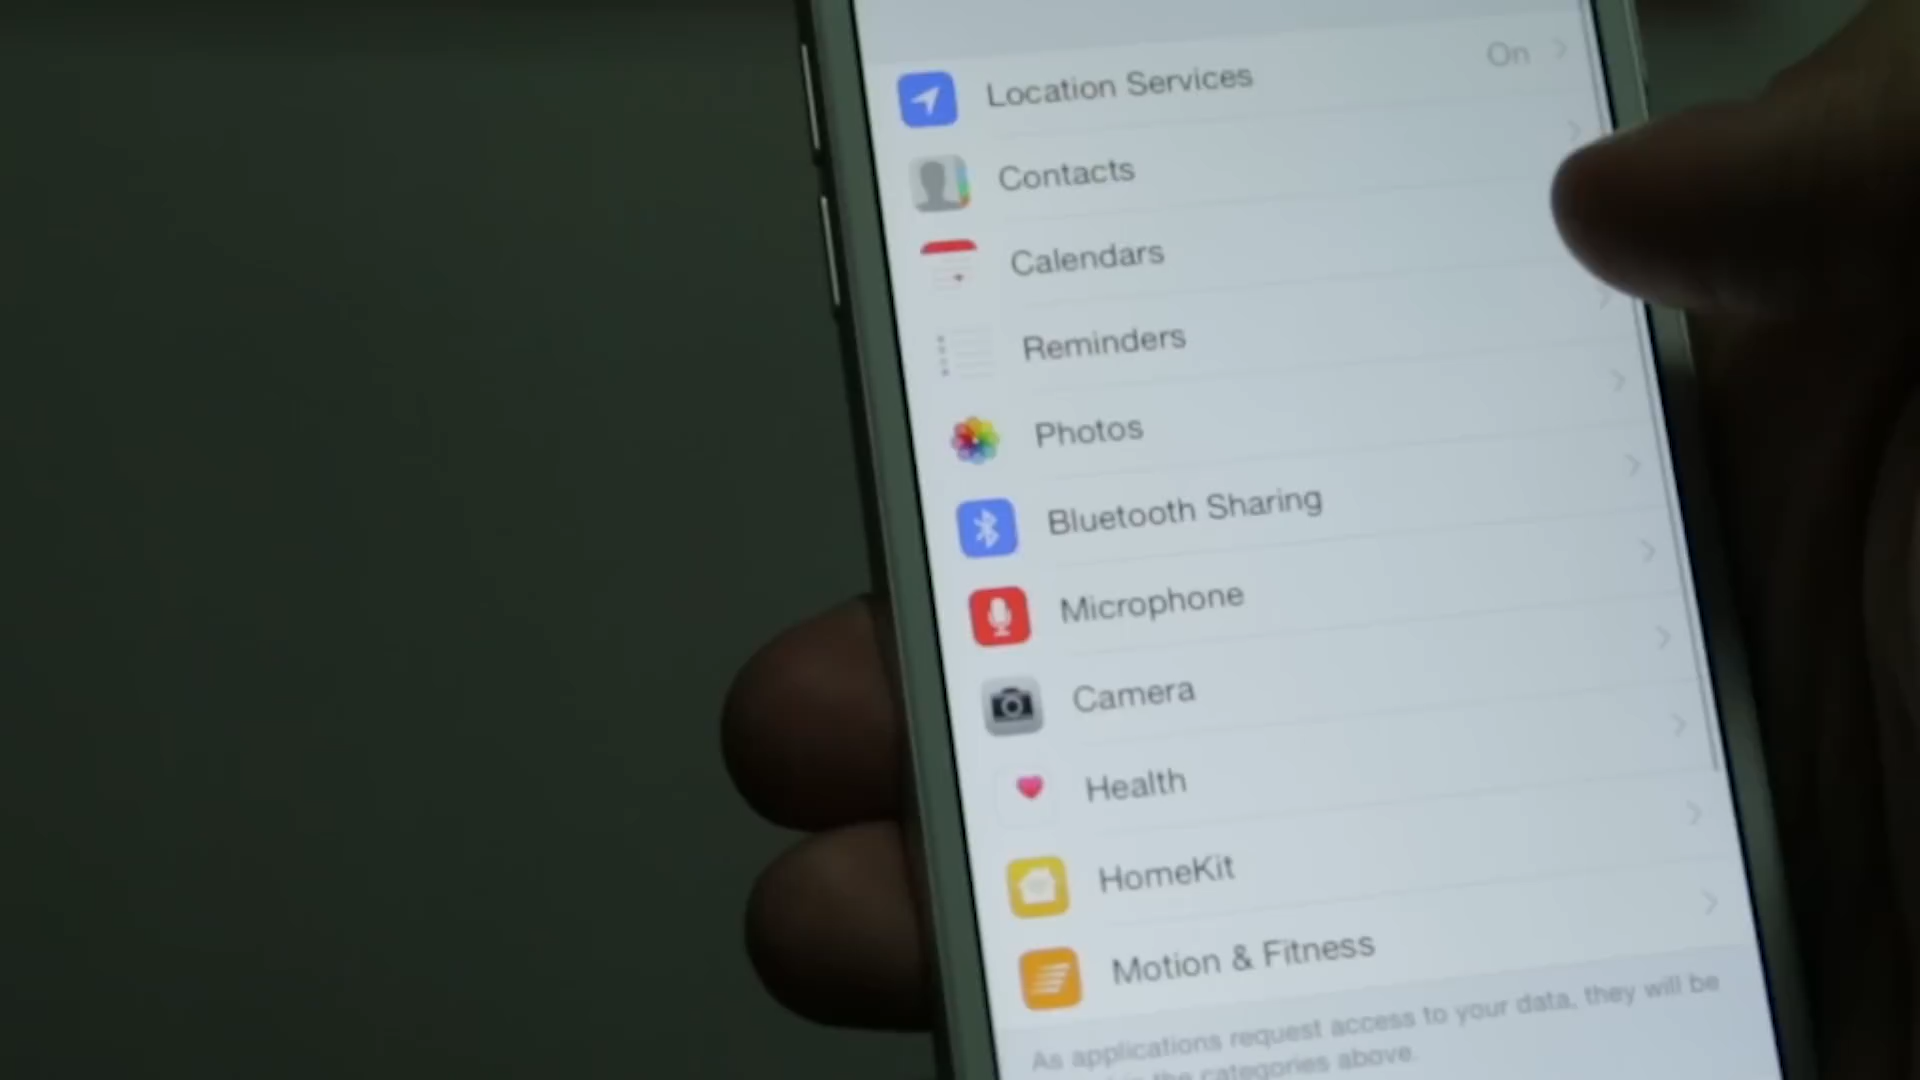 Location Services On
Contacts
Calendars
Reminders
Photos
Bluetooth Sharing
Microphone
Camera
Health
HomeKit
Motion & Fitness
As applications request access to your data, they will be
the categories above.